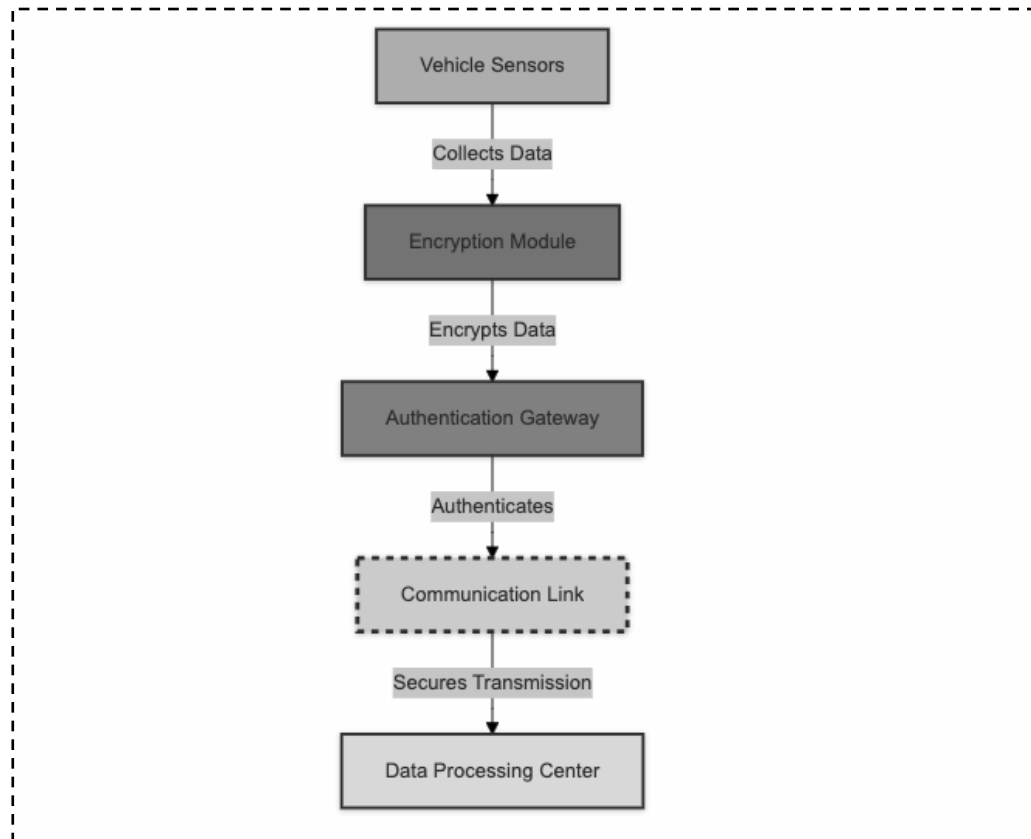 Vehicle Sensors
Collects Data
Encryption Module
Encrypts Data
Authentication Gateway
Authenticates
Communication Link
Secures Transmission
Data Processing Center